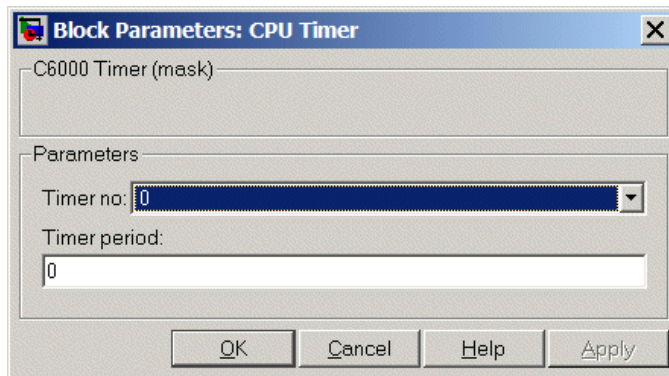 Block Parameters: CPU Timer
C6000 Timer (mask)
Parameters
Timer no: 0
Timer period:
0
OK Cancel Help Apply